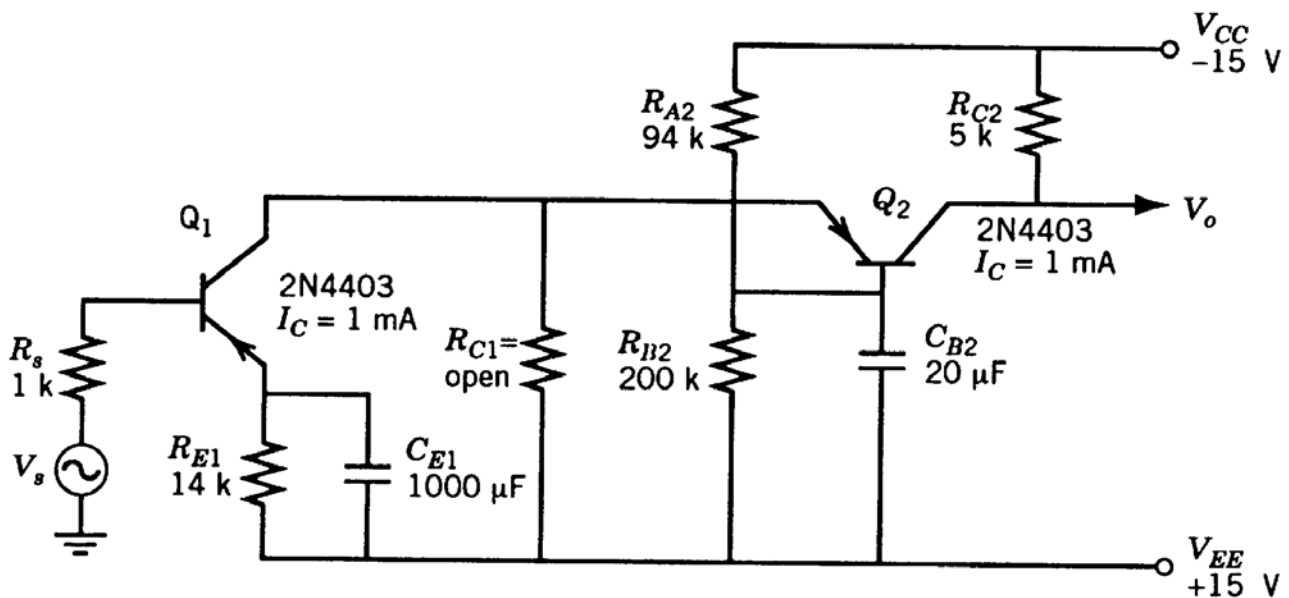 V_CC
-15 V
R_A2
94 k
R_C2
5 k
Q_1
Q_2
V_o
2N4403
I_C = 1 mA
2N4403
I_C = 1 mA
R_s
1 k
R_C1=
open
R_B2
200 k
C_B2
20 μF
V_s
R_E1
14 k
C_E1
1000 μF
V_EE
+15 V